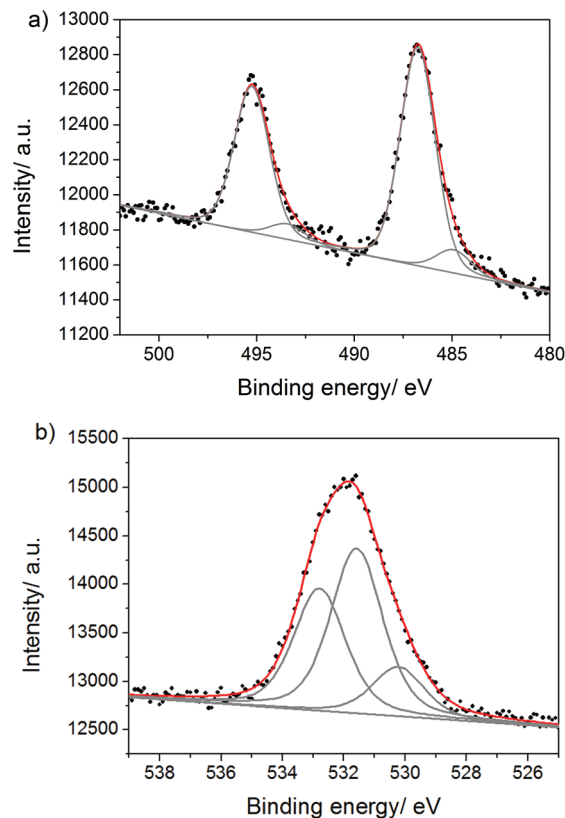 a)
13000
12800
12600
12400
12200
12000
11800
11600
11400
11200
Intensity/ a.u.
500 495 490 485 480
Binding energy/ eV
b)
15500
15000
14500
14000
13500
13000
12500
Intensity/ a.u.
538 536 534 532 530 528 526
Binding energy/ eV